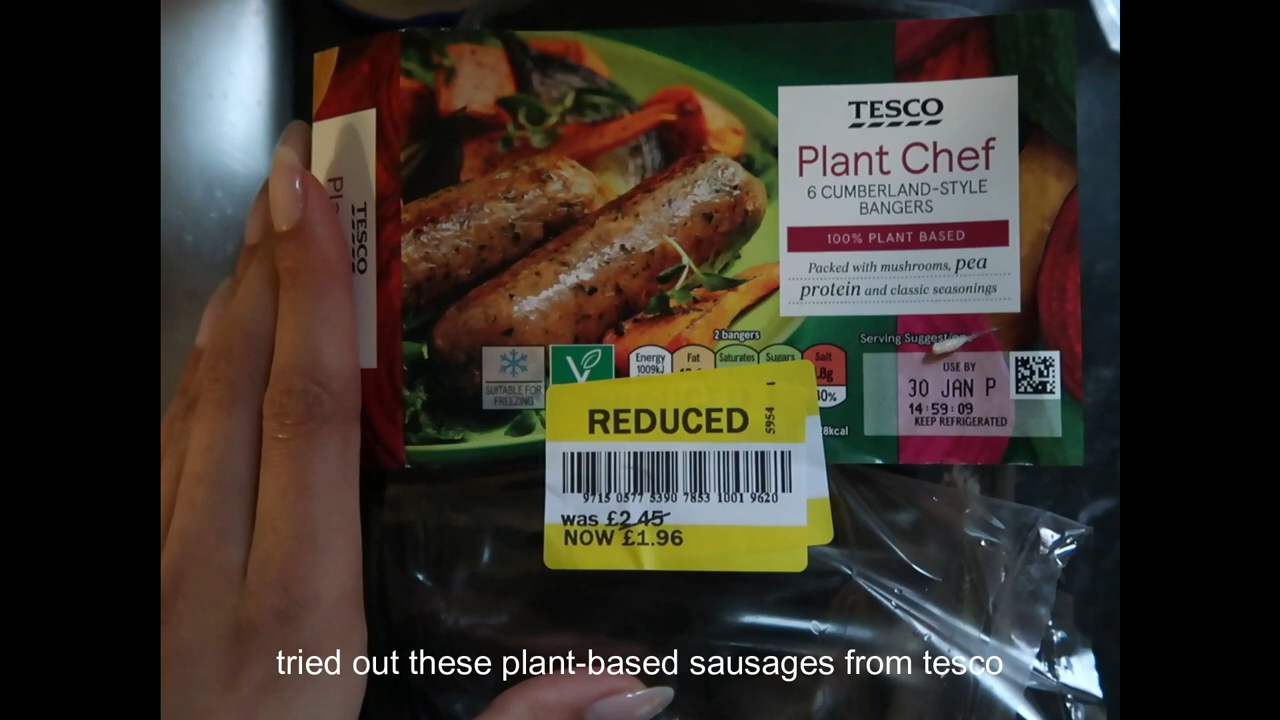 TESCO
Plant Chef
6 CUMBERLAND-STYLE
BANGERS
100% PLANT BASED
Packed with mushrooms, pea
protein and classic seasonings
TESCO
2 bangers
Serving Suggestion
Energy
1009kJ
Fat
Saturates
Sugars
Salt
SUITABLE FOR
FREEZING
V
USE BY
30 JAN P
14:59:09
KEEP REFRIGERATED
REDUCED
5954
9715 0577 5390 7853 1001 9620
was £2.45
NOW £1.96
tried out these plant-based sausages from tesco